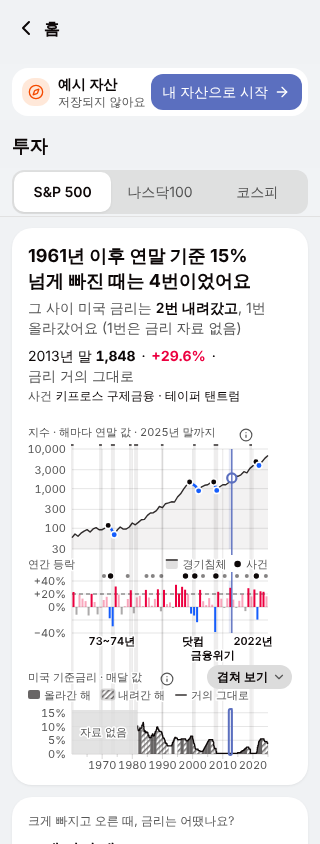 홈
예시 자산
저장되지 않아요
내 자산으로 시작
투자
S&P 500
나스닥100
코스피
1961년 이후 연말 기준 15%
넘게 빠진 때는 4번이었어요
그 사이 미국 금리는 2번 내려갔고, 1번
올라갔어요 (1번은 금리 자료 없음)
2013년 말 1,848 · +29.6% ·
금리 거의 그대로
사건 키프로스 구제금융 · 테이퍼 탠트럼
지수 · 해마다 연말 값 · 2025년 말까지
10,000
3,000
1,000
300
100
30
연간 등락
경기침체
사건
+40%
+20%
0%
−40%
73~74년
닷컴
2022년
금융위기
미국 기준금리 · 매달 값
겹쳐 보기
올라간 해
내려간 해
거의 그대로
15%
10%
5%
0%
자료 없음
1970 1980 1990 2000 2010 2020
크게 빠지고 오른 때, 금리는 어땠나요?